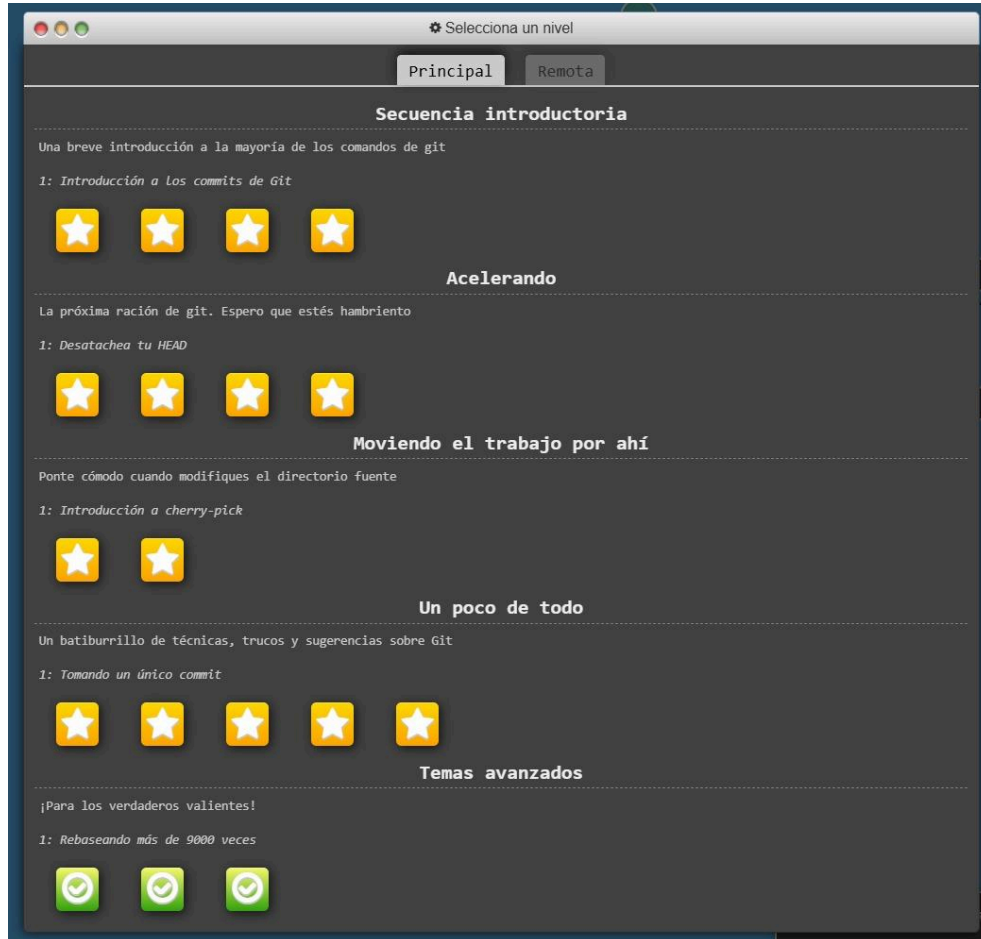 Selecciona un nivel
Principal Remota
Secuencia introductoria
Una breve introducción a la mayoría de los comandos de git
1: Introducción a los commits de Git
Acelerando
La próxima ración de git. Espero que estés hambriento
1: Desatachea tu HEAD
Moviendo el trabajo por ahí
Ponte cómodo cuando modifiques el directorio fuente
1: Introducción a cherry-pick
Un poco de todo
Un batiburrillo de técnicas, trucos y sugerencias sobre Git
1: Tomando un único commit
Temas avanzados
¡Para los verdaderos valientes!
1: Rebaseando más de 9000 veces